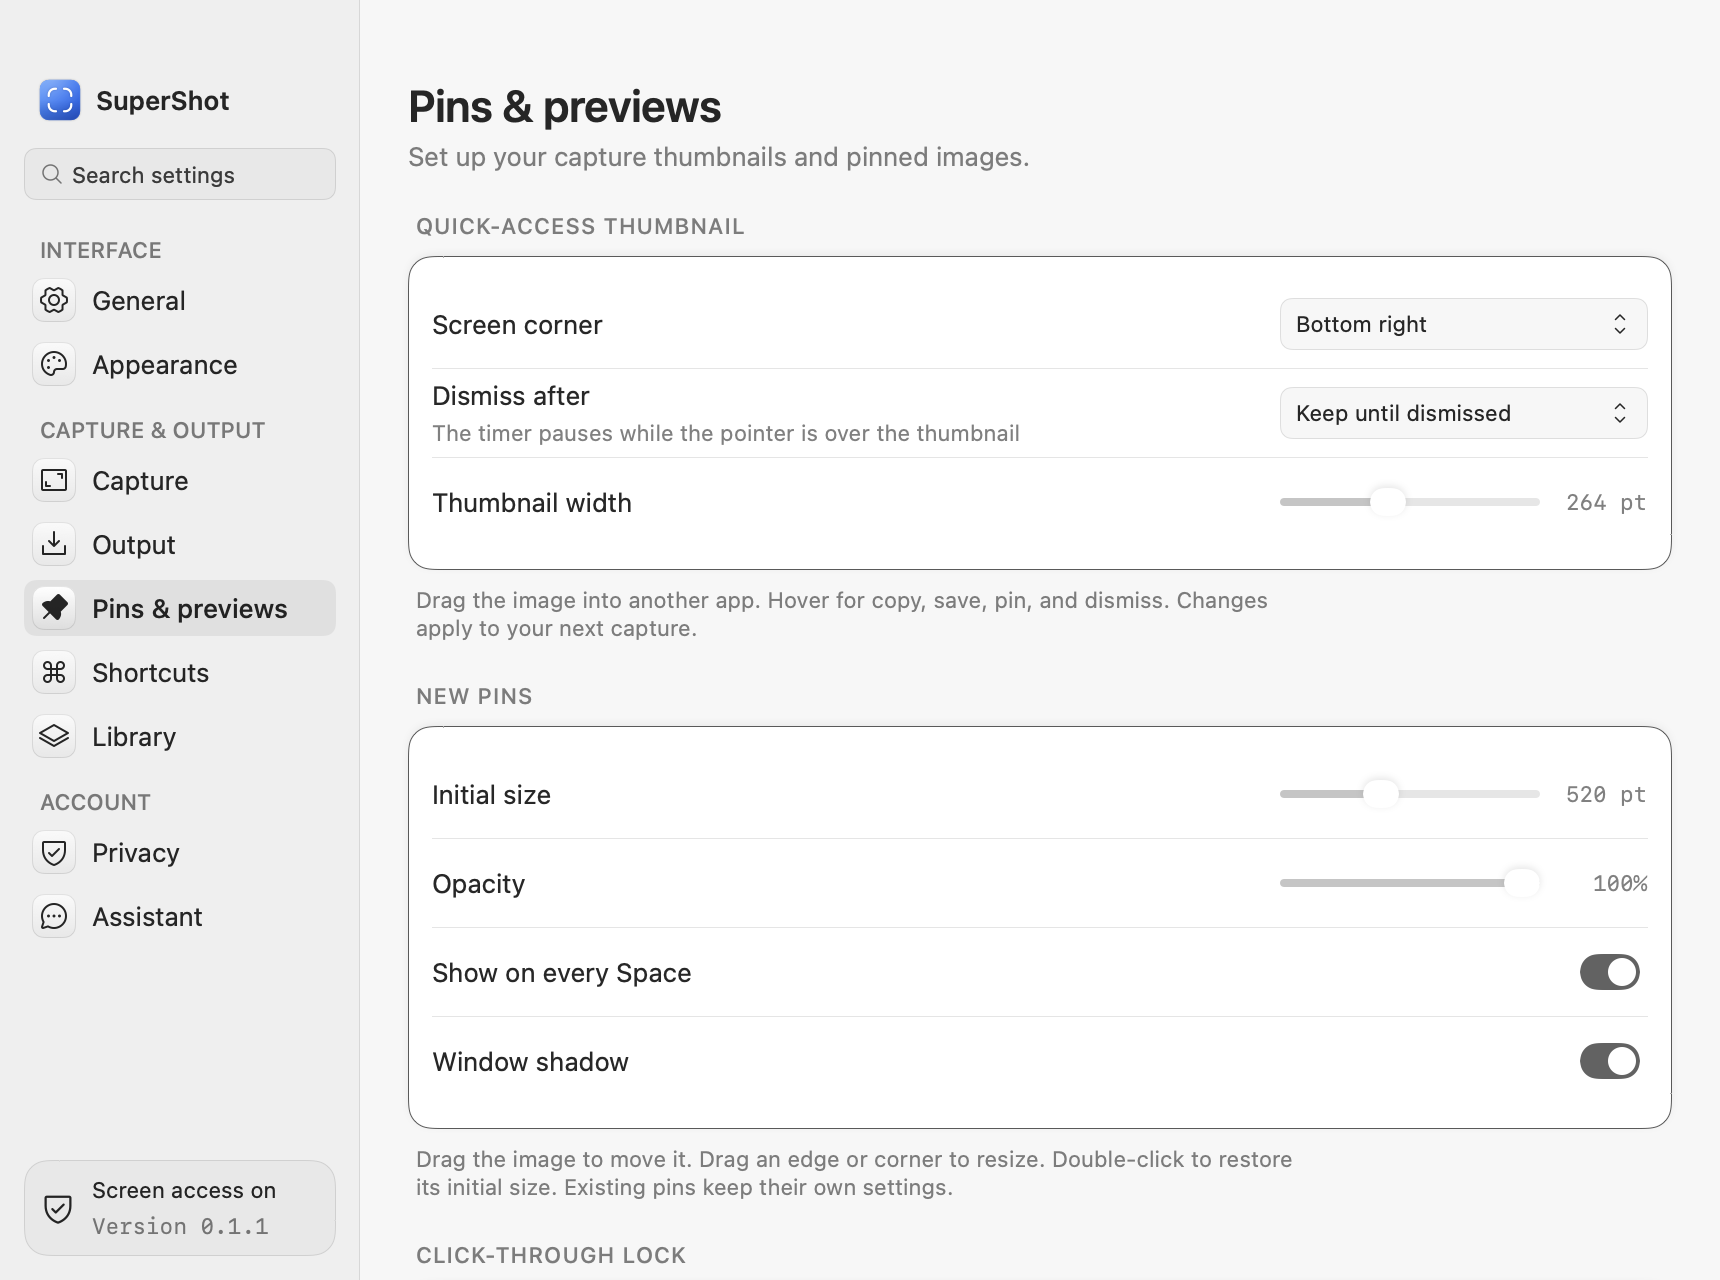 SuperShot
Search settings
INTERFACE
General
Appearance
CAPTURE & OUTPUT
Capture
Output
Pins & previews
Shortcuts
Library
ACCOUNT
Privacy
Assistant
Screen access on
Version 0.1.1
Pins & previews
Set up your capture thumbnails and pinned images.
QUICK-ACCESS THUMBNAIL
Screen corner
Bottom right
Dismiss after
The timer pauses while the pointer is over the thumbnail
Keep until dismissed
Thumbnail width
264 pt
Drag the image into another app. Hover for copy, save, pin, and dismiss. Changes
apply to your next capture.
NEW PINS
Initial size
520 pt
Opacity
100%
Show on every Space
Window shadow
Drag the image to move it. Drag an edge or corner to resize. Double-click to restore
its initial size. Existing pins keep their own settings.
CLICK-THROUGH LOCK